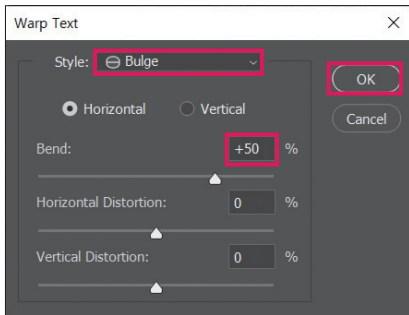 Warp Text
Style: Bulge
OK
Horizontal Vertical
Cancel
Bend: +50 %
Horizontal Distortion: 0 %
Vertical Distortion: 0 %